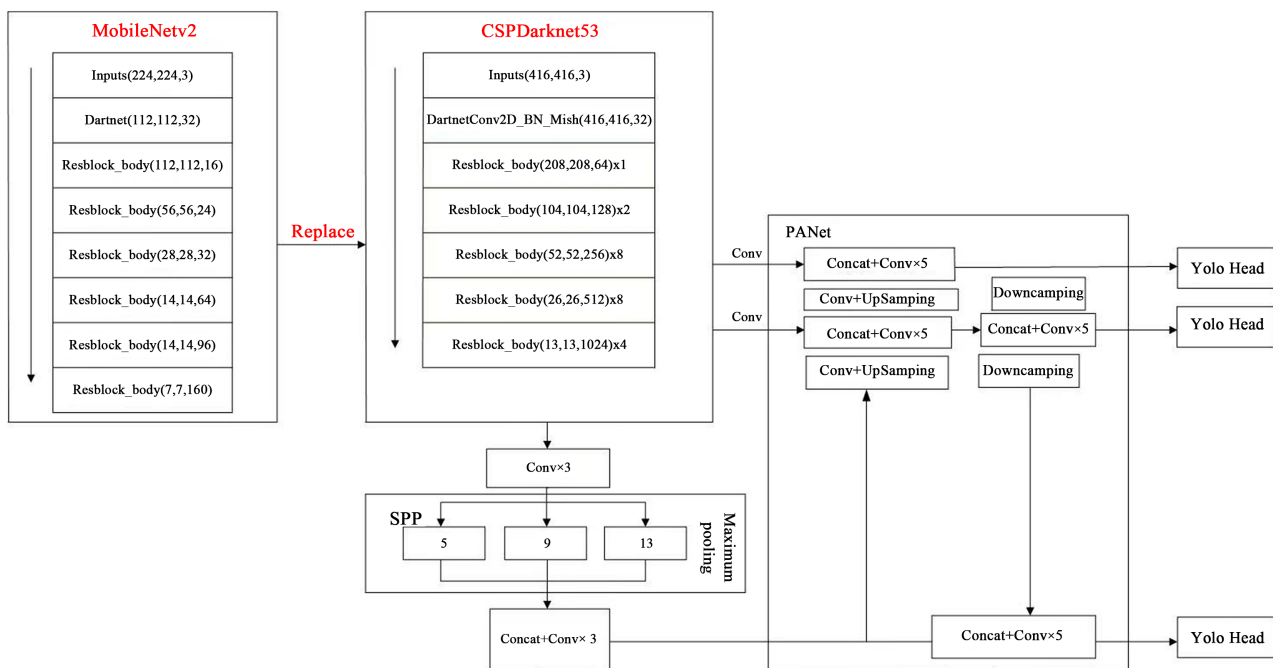 MobileNetv2
Inputs(224,224,3)
Dartnet(112,112,32)
Resblock_body(112,112,16)
Resblock_body(56,56,24)
Resblock_body(28,28,32)
Resblock_body(14,14,64)
Resblock_body(14,14,96)
Resblock_body(7,7,160)
Replace
CSPDarknet53
Inputs(416,416,3)
DartnetConv2D_BN_Mish(416,416,32)
Resblock_body(208,208,64)x1
Resblock_body(104,104,128)x2
Resblock_body(52,52,256)x8
Resblock_body(26,26,512)x8
Resblock_body(13,13,1024)x4
Conv
Conv
PANet
Concat+Conv×5
Conv+UpSamping
Concat+Conv×5
Conv+UpSamping
Downcamping
Concat+Conv×5
Downcamping
Yolo Head
Yolo Head
Conv×3
SPP
5
9
13
Maximum
pooling
Concat+Conv× 3
Concat+Conv×5
Yolo Head